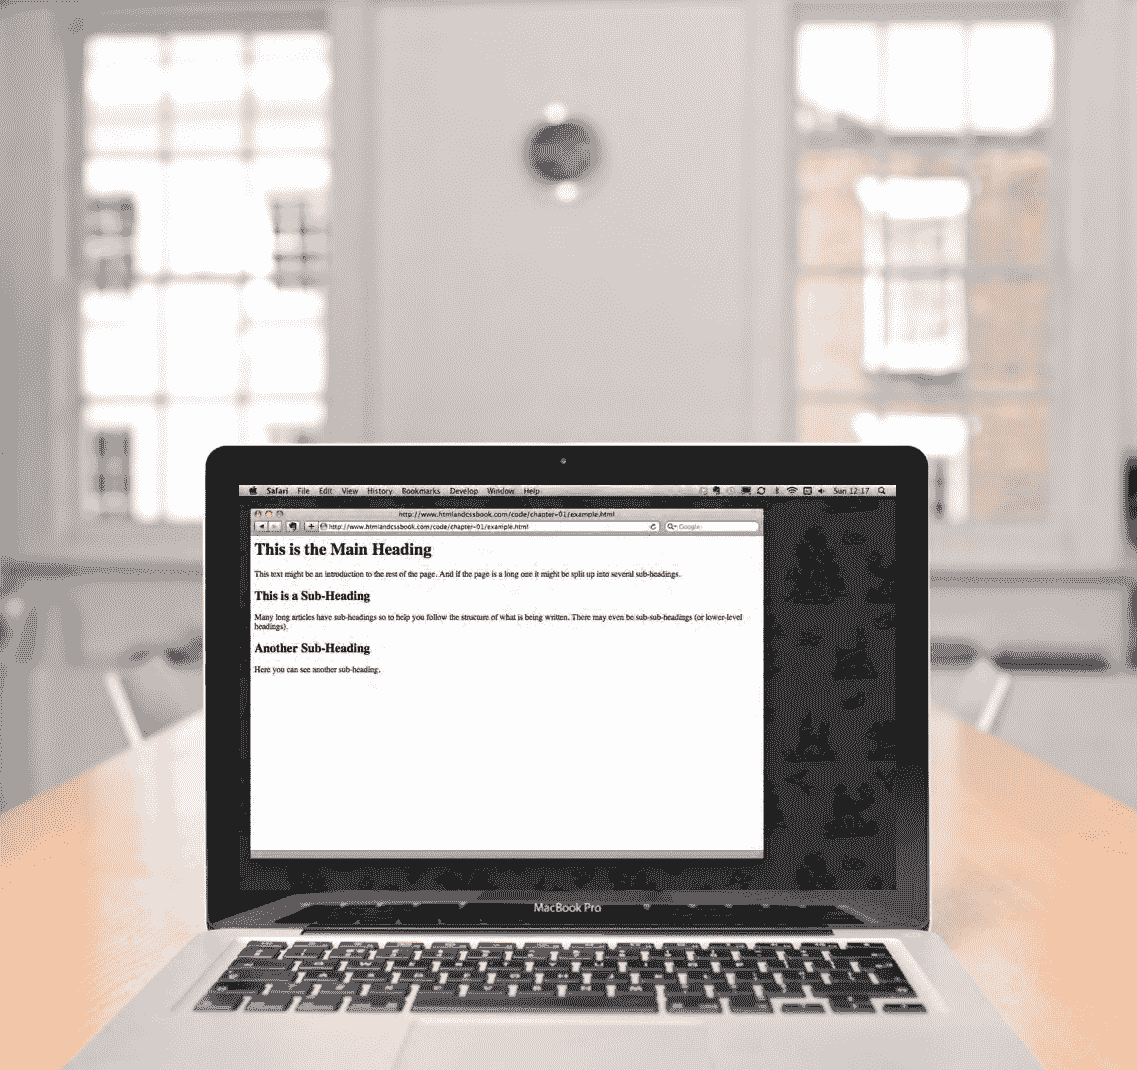 Safari File Edit View History Bookmarks Develop Window Help Sun 12:17
http://www.htmlandcssbook.com/code/chapter-01/example.html
http://www.htmlandcssbook.com/code/chapter-01/example.html Google
This is the Main Heading
This text might be an introduction to the rest of the page. And if the page is a long one it might be split up into several sub-headings.
This is a Sub-Heading
Many long articles have sub-headings so to help you follow the structure of what is being written. There may even be sub-sub-headings (or lower-level
headings).
Another Sub-Heading
Here you can see another sub-heading.
MacBook Pro